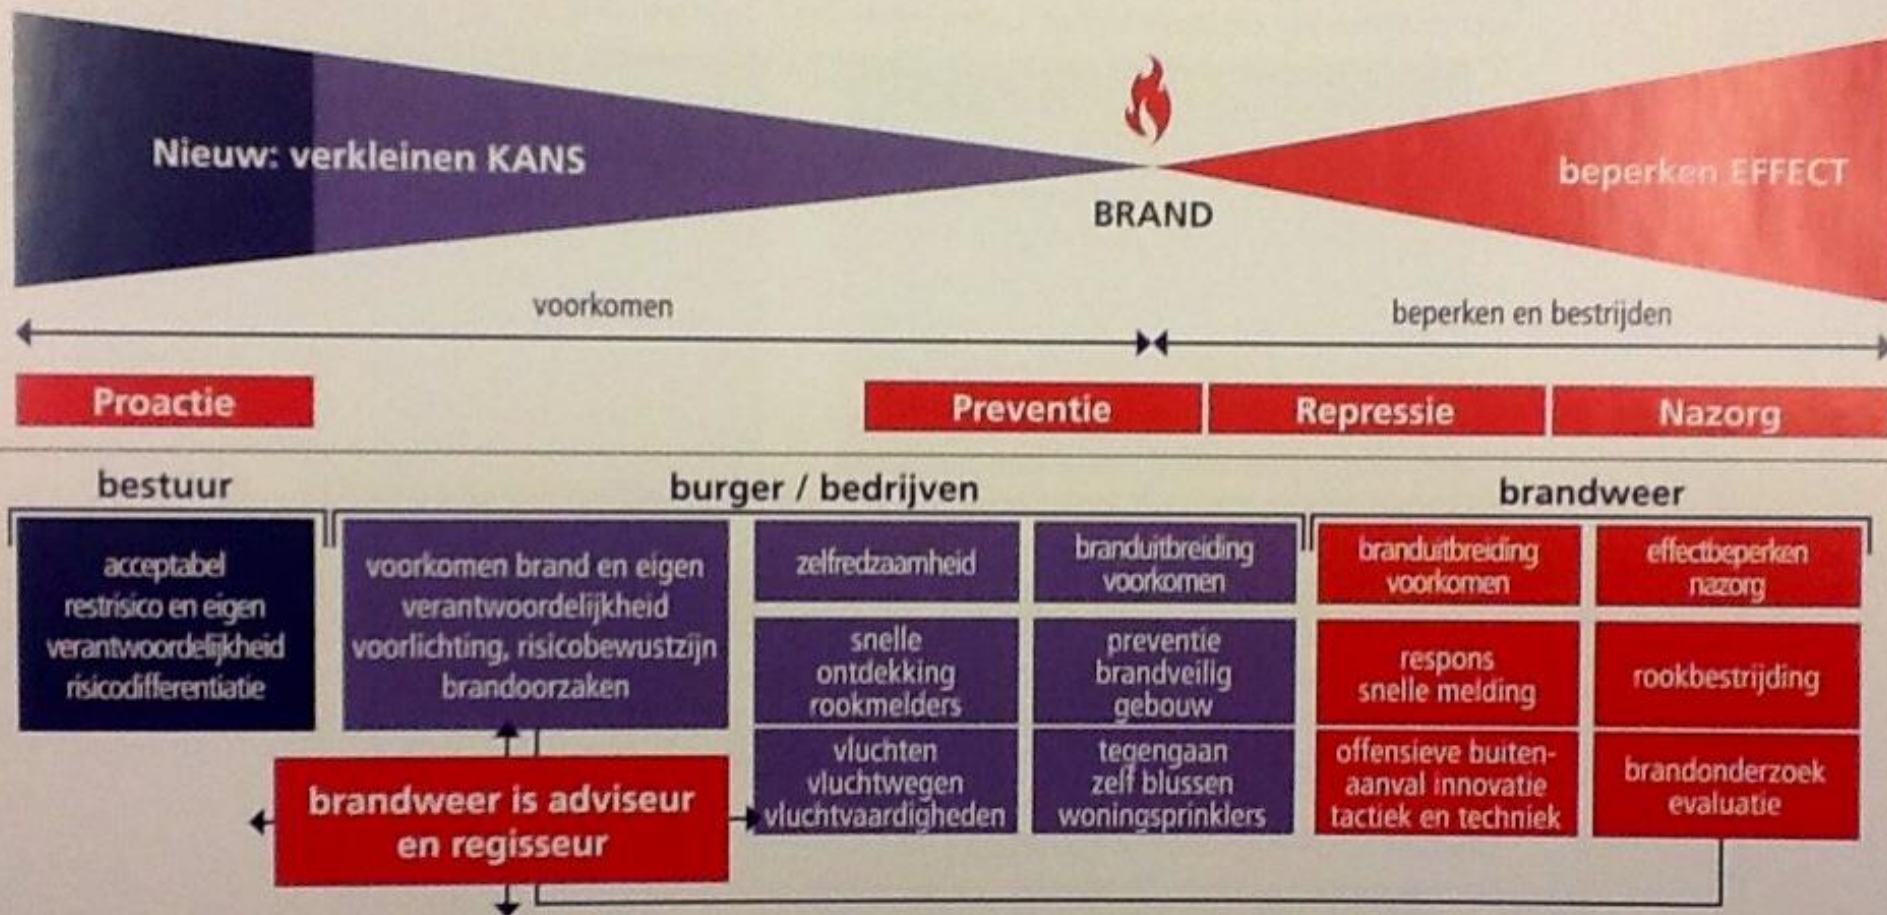 Nieuw: verkleinen KANS
beperken EFFECT
BRAND
voorkomen
beperken en bestrijden
Proactie
Preventie
Repressie
Nazorg
bestuur
burger / bedrijven
brandweer
acceptabel
restrisico en eigen
verantwoordelijkheid
risicodifferentiatie
voorkomen brand en eigen
verantwoordelijkheid
voorlichting, risicobewustzijn
brandoorzaken
zelfredzaamheid
snelle
ontdekking
rookmelders
vluchten
vluchtwegen
vluchtvaardigheden
branduitbreiding
voorkomen
preventie
brandveilig
gebouw
tegengaan
zelf blussen
woningsprinklers
branduitbreiding
voorkomen
respons
snelle melding
offensieve buiten-
aanval innovatie
tactiek en techniek
effectbeperken
nazorg
rookbestrijding
brandonderzoek
evaluatie
brandweer is adviseur
en regisseur